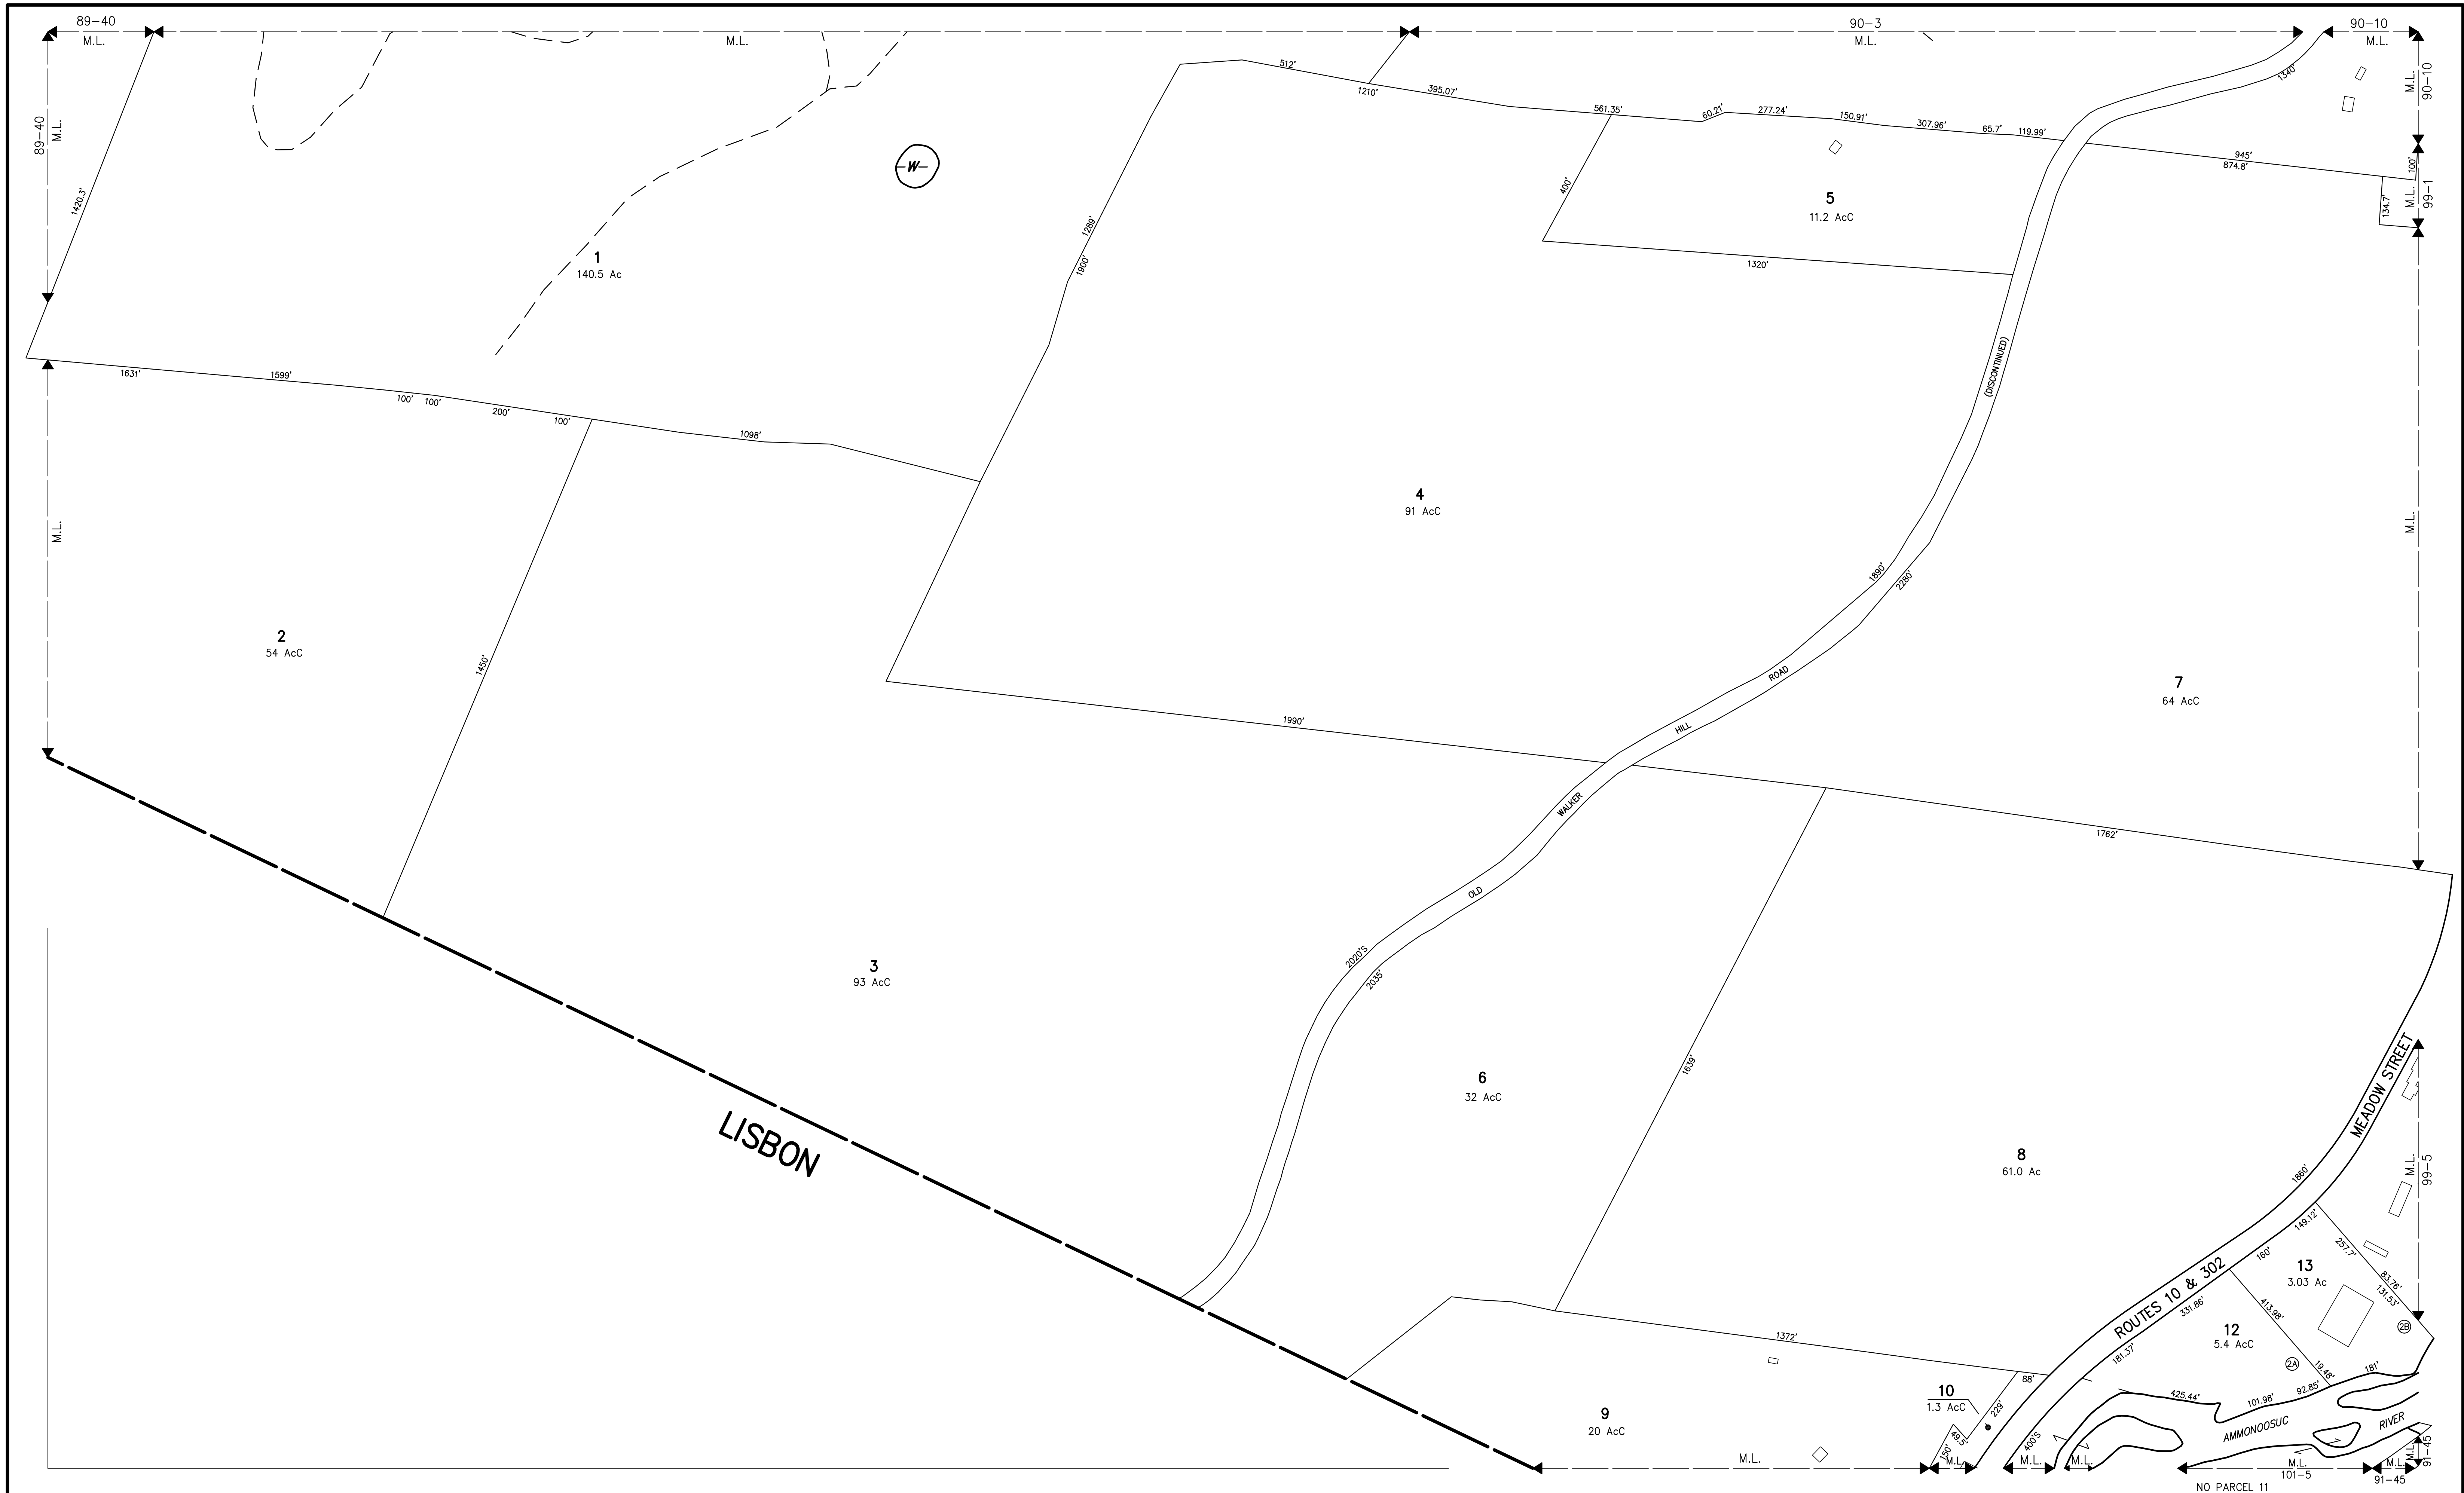 89-40
M.L.
M.L.
90-3
M.L.
90-10
M.L.
89-40
M.L.
M.L.
90-10
512'
1210'
395.07'
561.35'
60.21'
277.24'
150.91'
307.96'
65.7'
119.99'
1340'
945'
874.8'
100'
M.L.
99-1
134.7'
1420.3'
W
1
140.5 Ac
1289'
1900'
400'
5
11.2 AcC
1320'
(DISCONTINUED)
1631'
1599'
100'
100'
200'
100'
1098'
M.L.
4
91 AcC
M.L.
1890'
2280'
2
54 AcC
1450'
7
64 AcC
1990'
ROAD
HILL
WALKER
OLD
1762'
3
93 AcC
2020'S
2035'
6
32 AcC
1639'
8
61.0 Ac
MEADOW STREET
LISBON
1860'
M.L.
99-5
149.12'
160'
257.7'
13
3.03 Ac
83.76'
131.53'
ROUTES 10 & 302
331.86'
413.98'
12
5.4 AcC
2B
181.37'
2A
19.48'
181'
1372'
88'
10
1.3 AcC
229'
49.5'
150'
9
20 AcC
425.44'
101.98'
92.85'
AMMONOOSUC
RIVER
400'S
M.L.
M.L.
M.L.
M.L.
M.L.
101-5
M.L.
91-45
M.L.
91-45
NO PARCEL 11